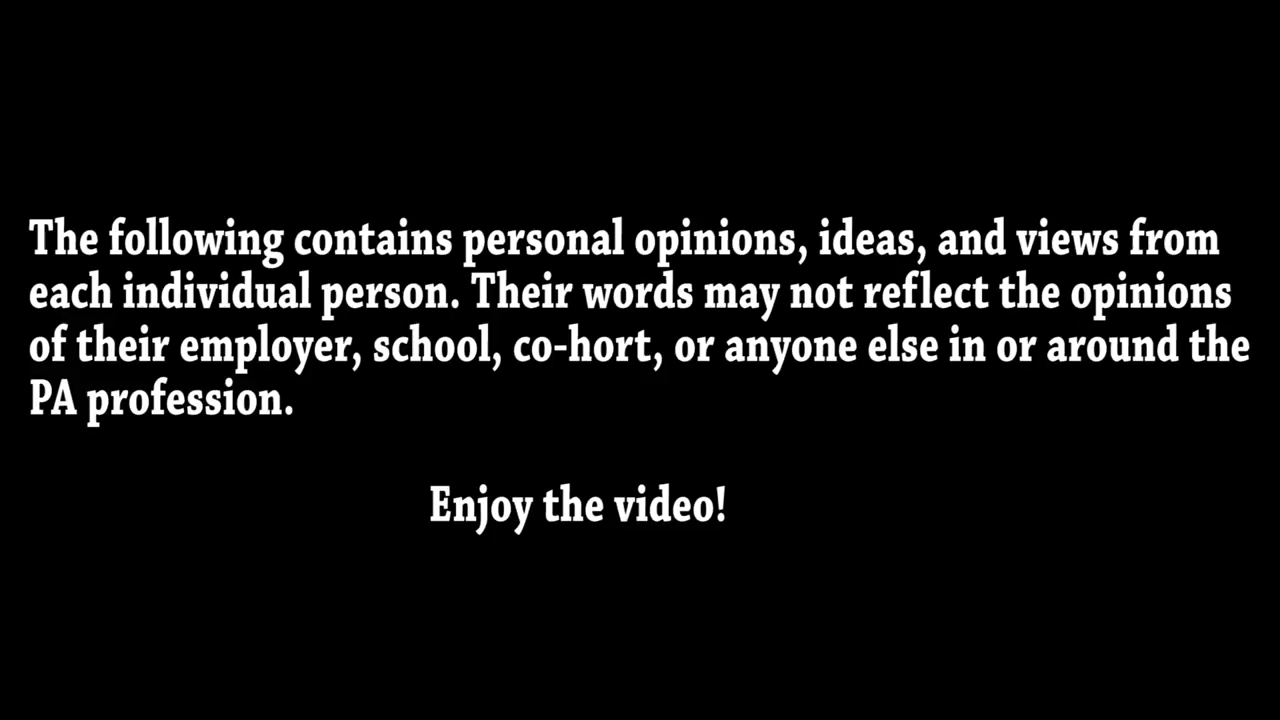 The following contains personal opinions, ideas, and views from
each individual person. Their words may not reflect the opinions
of their employer, school, co-hort, or anyone else in or around the
PA profession.
Enjoy the video!